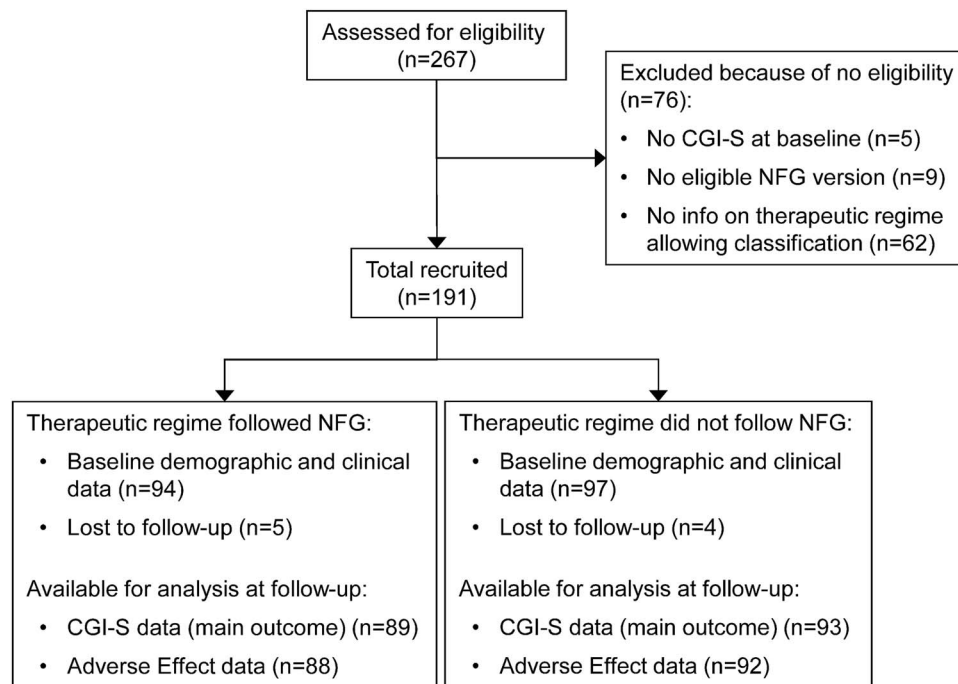 Assessed for eligibility
(n=267)
Excluded because of no eligibility
(n=76):
• No CGI-S at baseline (n=5)
• No eligible NFG version (n=9)
• No info on therapeutic regime
allowing classification (n=62)
Total recruited
(n=191)
Therapeutic regime followed NFG:
• Baseline demographic and clinical
data (n=94)
• Lost to follow-up (n=5)
Available for analysis at follow-up:
• CGI-S data (main outcome) (n=89)
• Adverse Effect data (n=88)
Therapeutic regime did not follow NFG:
• Baseline demographic and clinical
data (n=97)
• Lost to follow-up (n=4)
Available for analysis at follow-up:
• CGI-S data (main outcome) (n=93)
• Adverse Effect data (n=92)